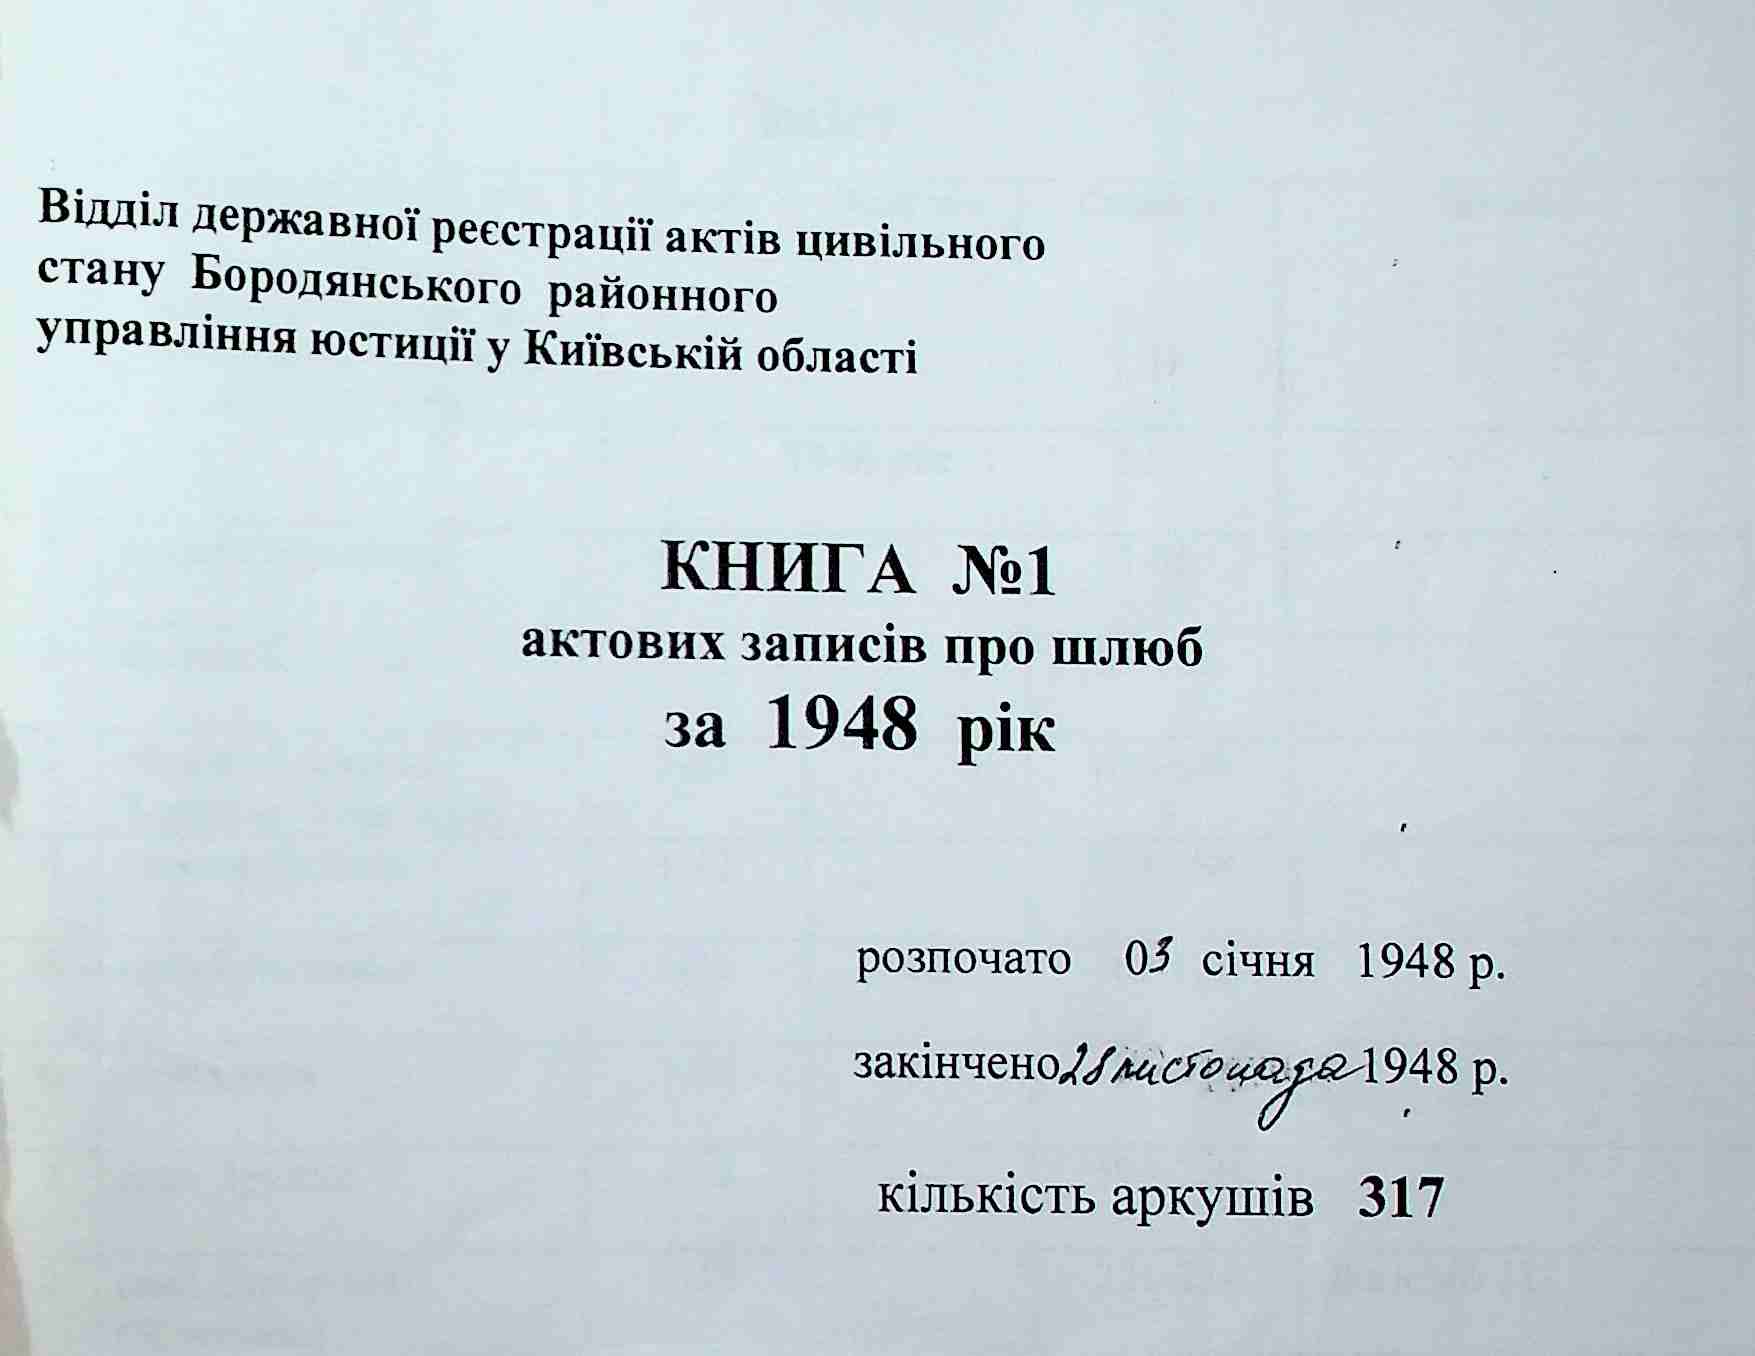 Відділ державної реєстрації актів цивільного
стану Бородянського районного
управління юстиції у Київській області
КНИГА №1
актових записів про шлюб
за 1948 рік
розпочато 03 січня 1948 р.
закінчено 28 листопада 1948 р.
кількість аркушів 317